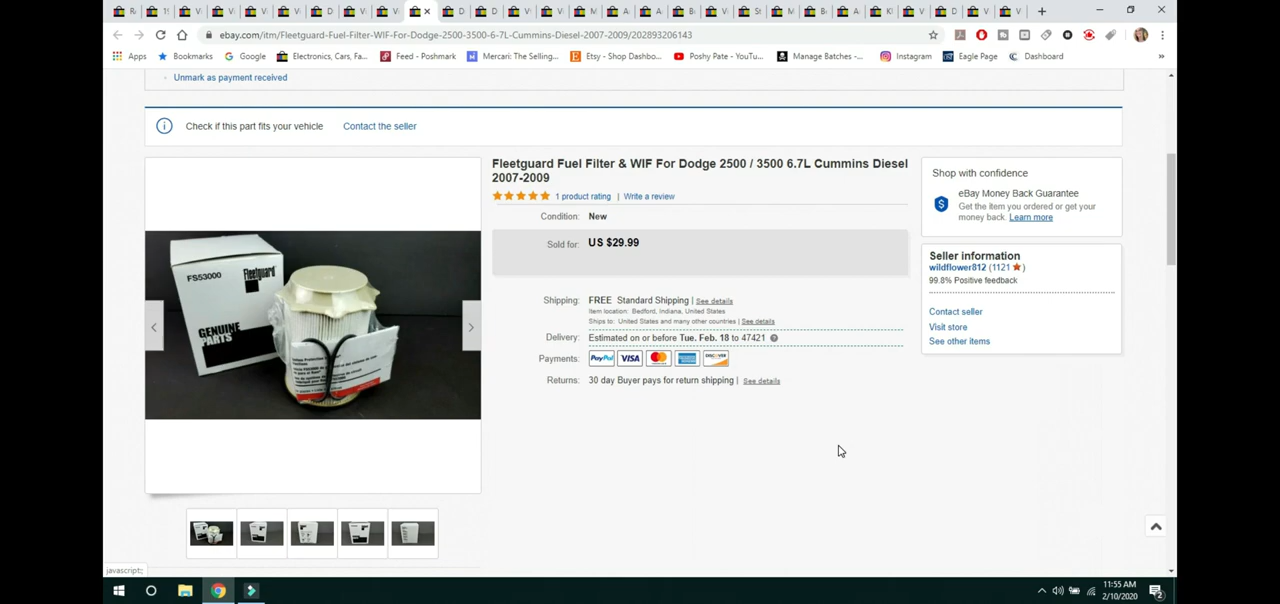 ebay.com/itm/Fleetguard-Fuel-Filter-WIF-For-Dodge-2500-3500-6-7L-Cummins-Diesel-2007-2009/202893206143
Apps Bookmarks Google Electronics, Cars, Fa... Feed - Poshmark Mercari: The Selling... Etsy - Shop Dashbo... Poshy Pate - YouTu... Manage Batches -... Instagram Eagle Page Dashboard »
Unmark as payment received
Check if this part fits your vehicle Contact the seller
Fleetguard Fuel Filter & WIF For Dodge 2500 / 3500 6.7L Cummins Diesel
2007-2009
1 product rating | Write a review
Condition: New
Sold for: US $29.99
Shipping: FREE Standard Shipping | See details
Item location: Bedford, Indiana, United States
Ships to: United States and many other countries | See details
Delivery: Estimated on or before Tue. Feb. 18 to 47421
Payments: PayPal VISA
Returns: 30 day Buyer pays for return shipping | See details
Shop with confidence
eBay Money Back Guarantee
Get the item you ordered or get your
money back. Learn more
Seller information
wildflower812 (1121)
99.8% Positive feedback
Contact seller
Visit store
See other items
FS53000
Fleetguard
GENUINE
PARTS
javascript:;
11:55 AM
2/10/2020
2